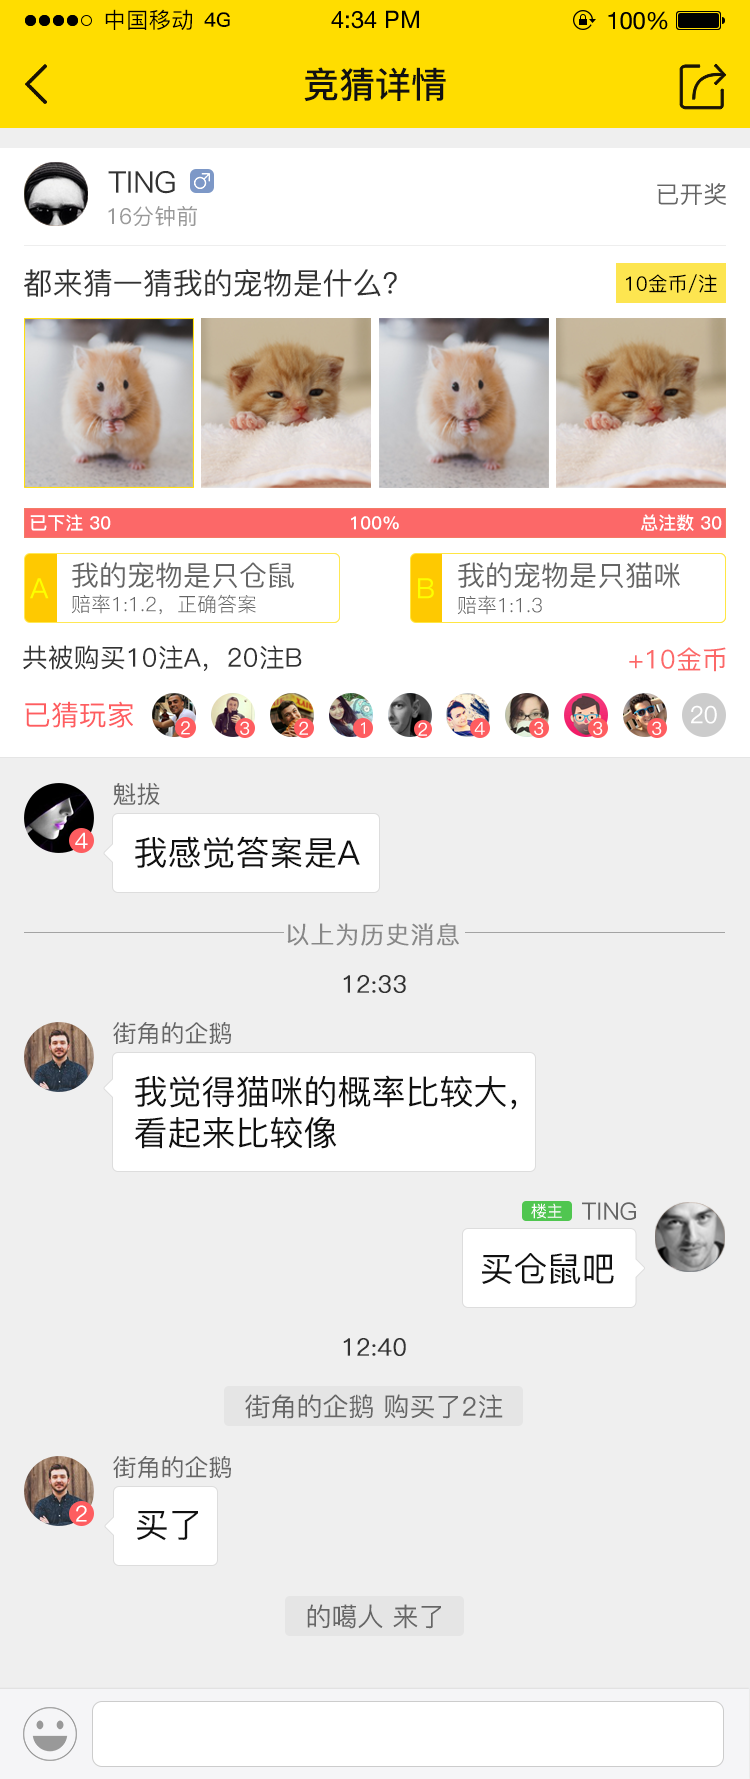 中国移动 4G 4:34 PM 100%
竞猜详情
TING
16分钟前
已开奖
都来猜一猜我的宠物是什么?
10金币/注
已下注 30 100% 总注数 30
A
我的宠物是只仓鼠
赔率1:1.2，正确答案
B
我的宠物是只猫咪
赔率1:1.3
共被购买10注A，20注B
+10金币
已猜玩家 2 3 2 1 2 4 3 3 3 20
魁拔
4
我感觉答案是A
以上为历史消息
12:33
街角的企鹅
我觉得猫咪的概率比较大，
看起来比较像
楼主 TING
买仓鼠吧
12:40
街角的企鹅 购买了2注
街角的企鹅
2
买了
的噶人 来了